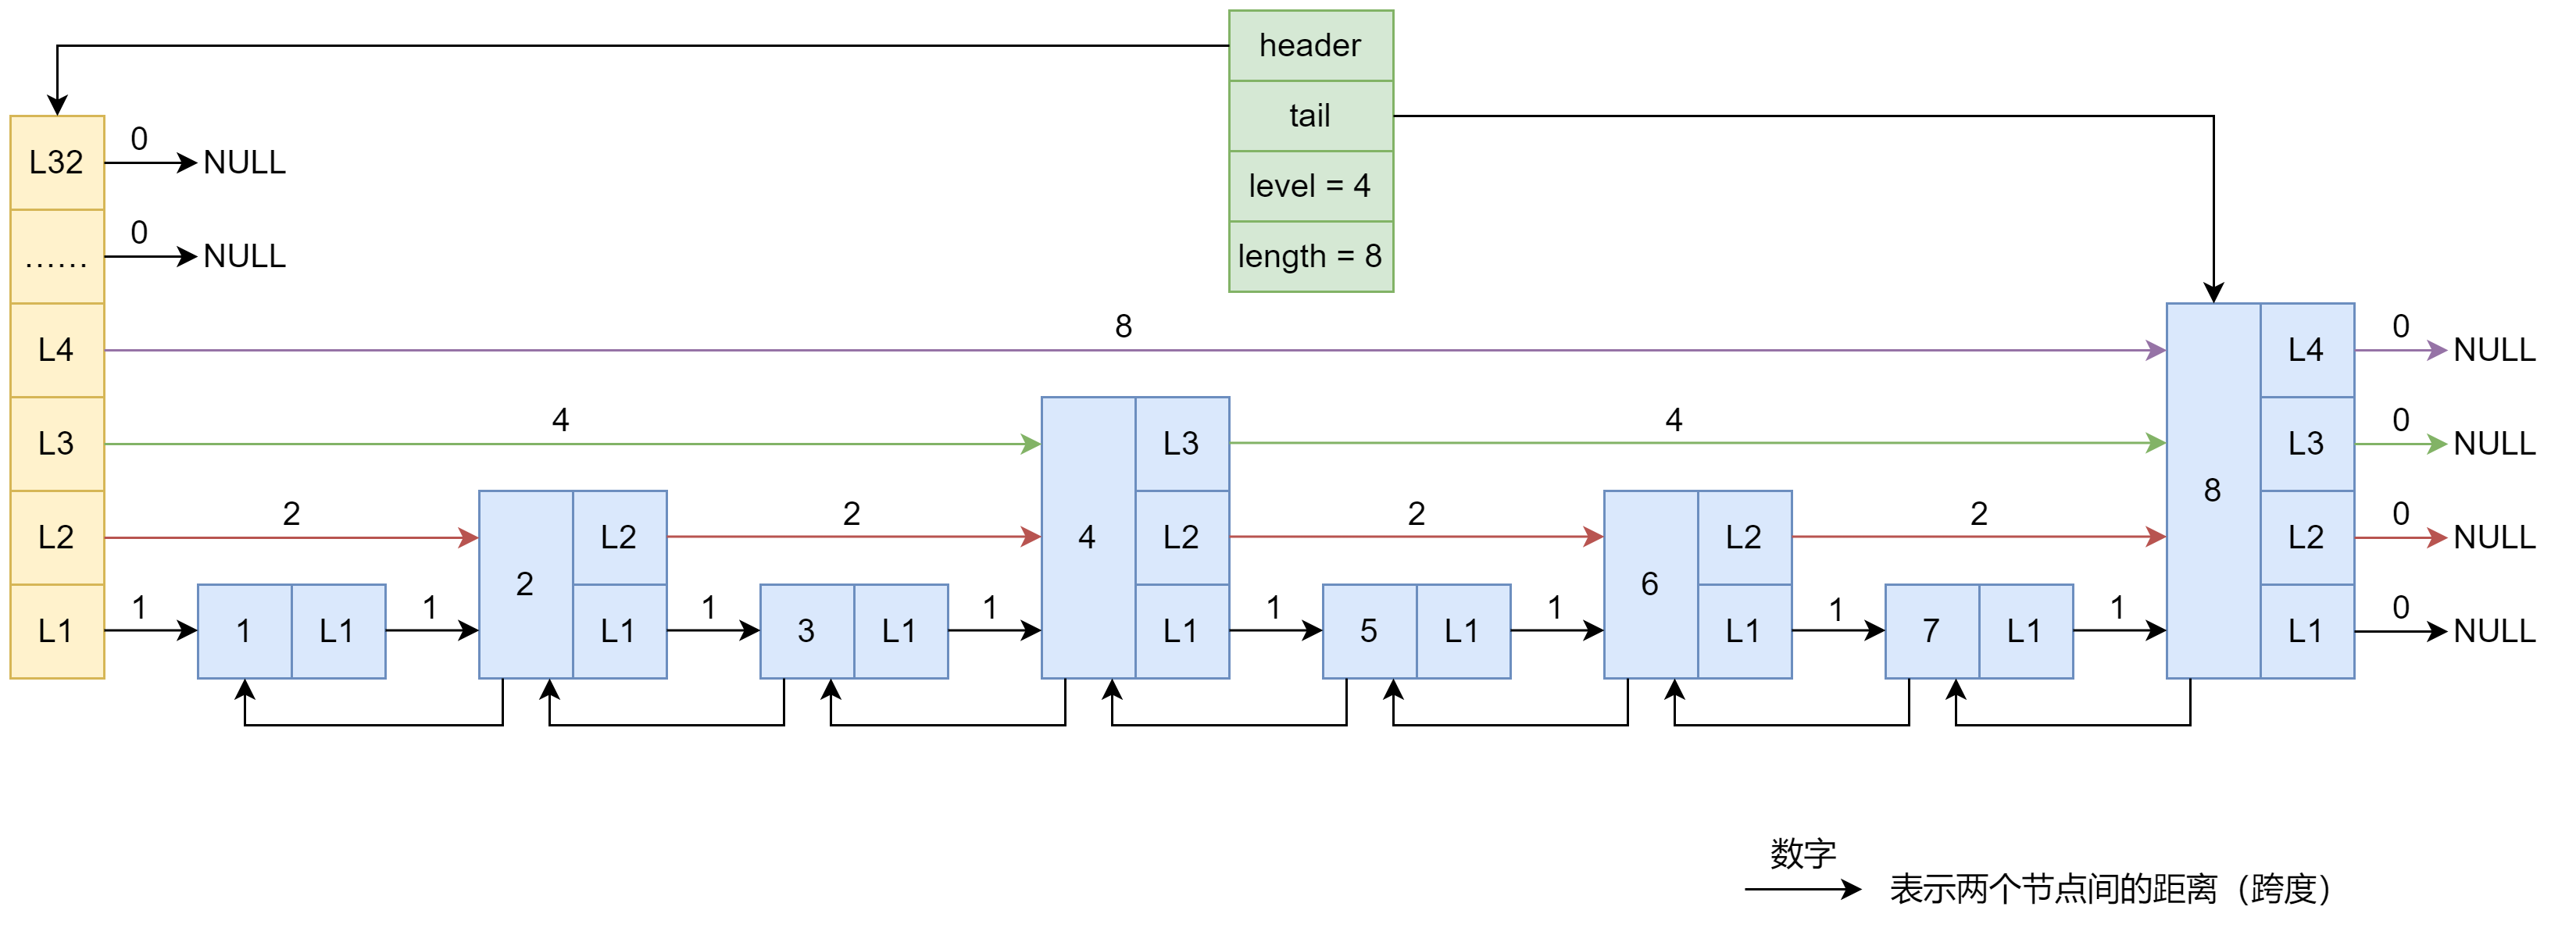 header
tail
level = 4
length = 8
L32
0
NULL
......
0
NULL
L4
8
L4
0
NULL
L3
4
L3
4
L3
0
NULL
L2
2
L2
2
L2
2
L2
2
L2
0
NULL
2
4
6
8
L1
1
1
L1
1
L1
1
3
L1
1
L1
1
5
L1
1
L1
1
7
L1
1
L1
0
NULL
数字
表示两个节点间的距离（跨度）